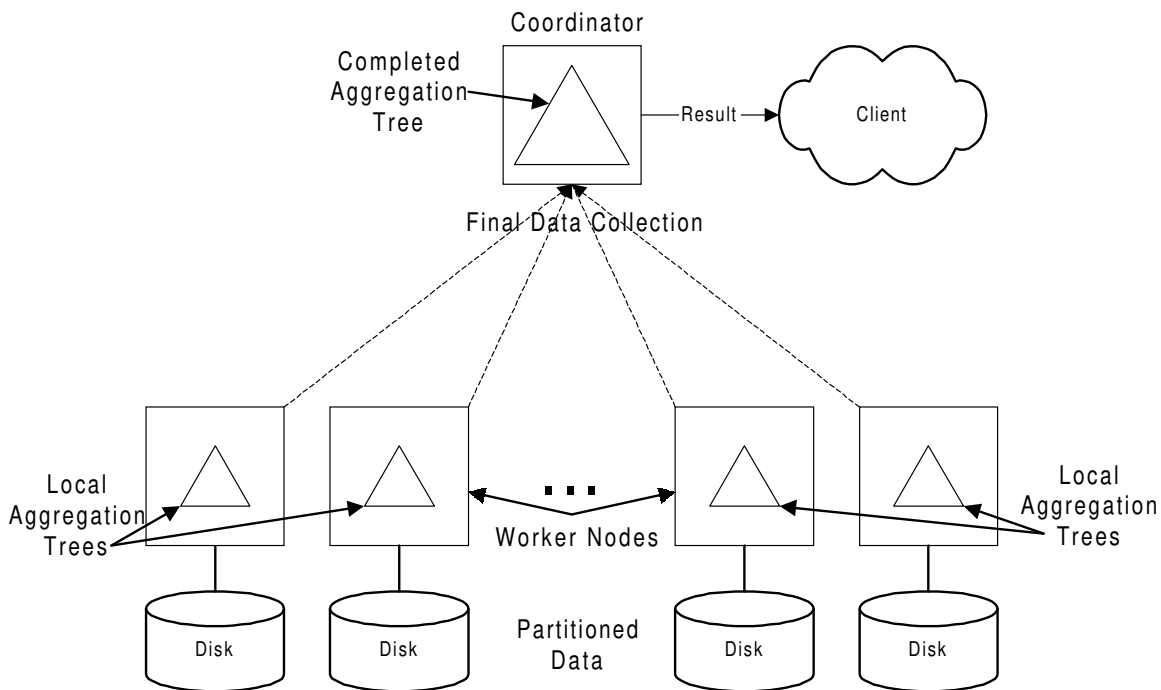 Coordinator
Completed
Aggregation
Tree
Result
Client
Final Data Collection
Local
Aggregation
Trees
▪ ▪ ▪
Worker Nodes
Local
Aggregation
Trees
Disk
Disk
Partitioned
Data
Disk
Disk